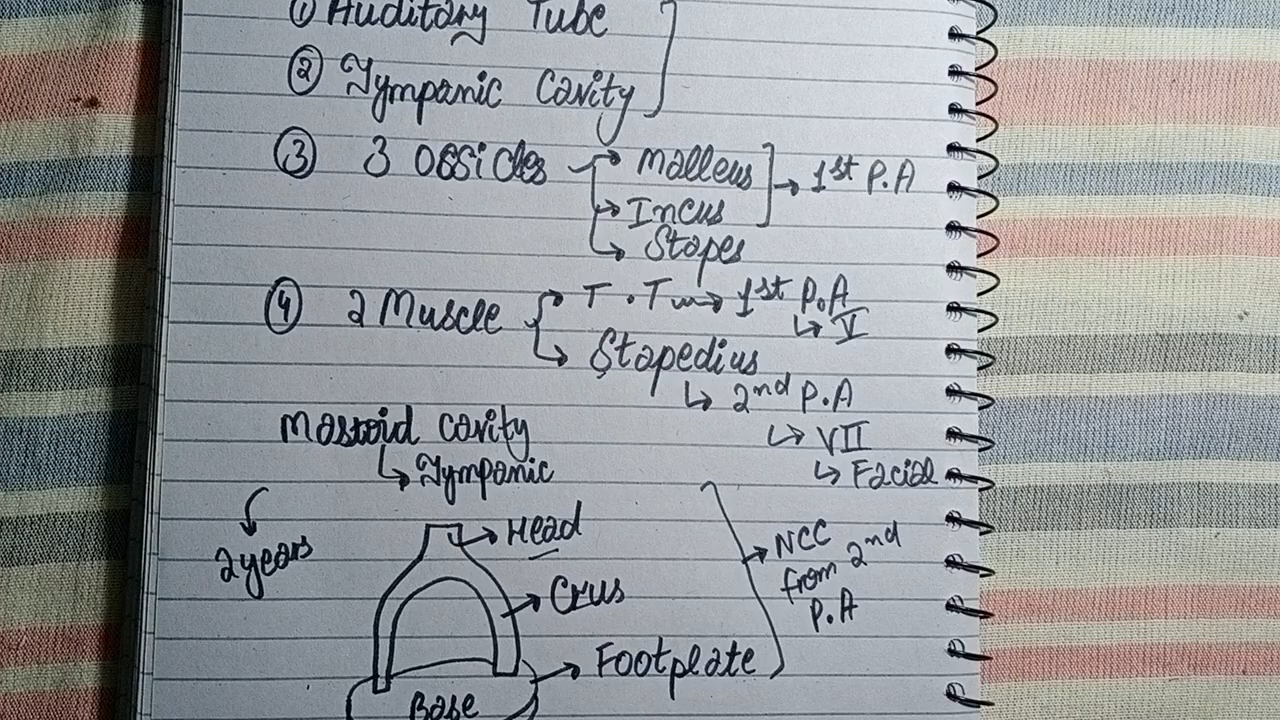 ① Auditory Tube
② Tympanic Cavity
③ 3 ossicles → Malleus → 1st P.A
→ Incus
→ Stapes
④ 2 Muscle → T.T → 1st P.A
↳ V
↳ Stapedius
↳ 2nd P.A
↳ VII
↳ Facial
Mastoid cavity
↳ Tympanic
2 years
→ Head
→ Crus
→ Footplate
Base
→ NCC
from 2nd
P.A